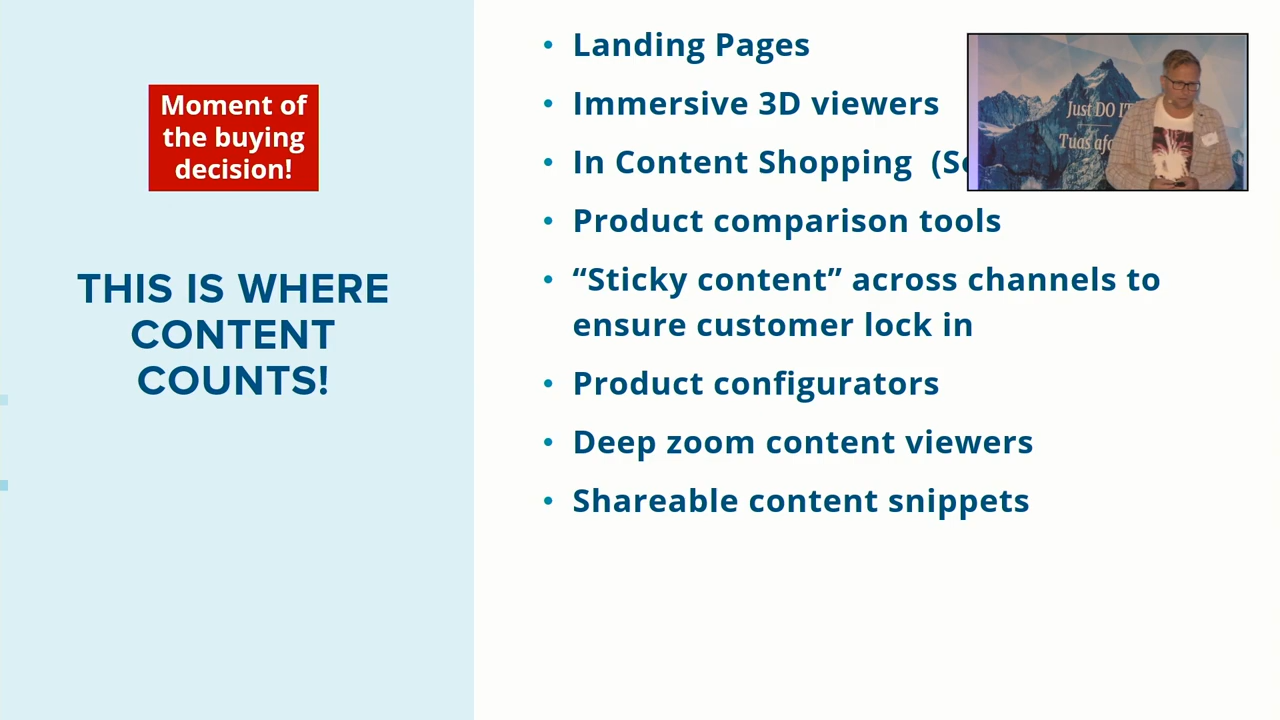 Moment of
the buying
decision!
THIS IS WHERE
CONTENT
COUNTS!
• Landing Pages
• Immersive 3D viewers
• In Content Shopping
• Product comparison tools
• “Sticky content” across channels to
ensure customer lock in
• Product configurators
• Deep zoom content viewers
• Shareable content snippets
Just DO IT